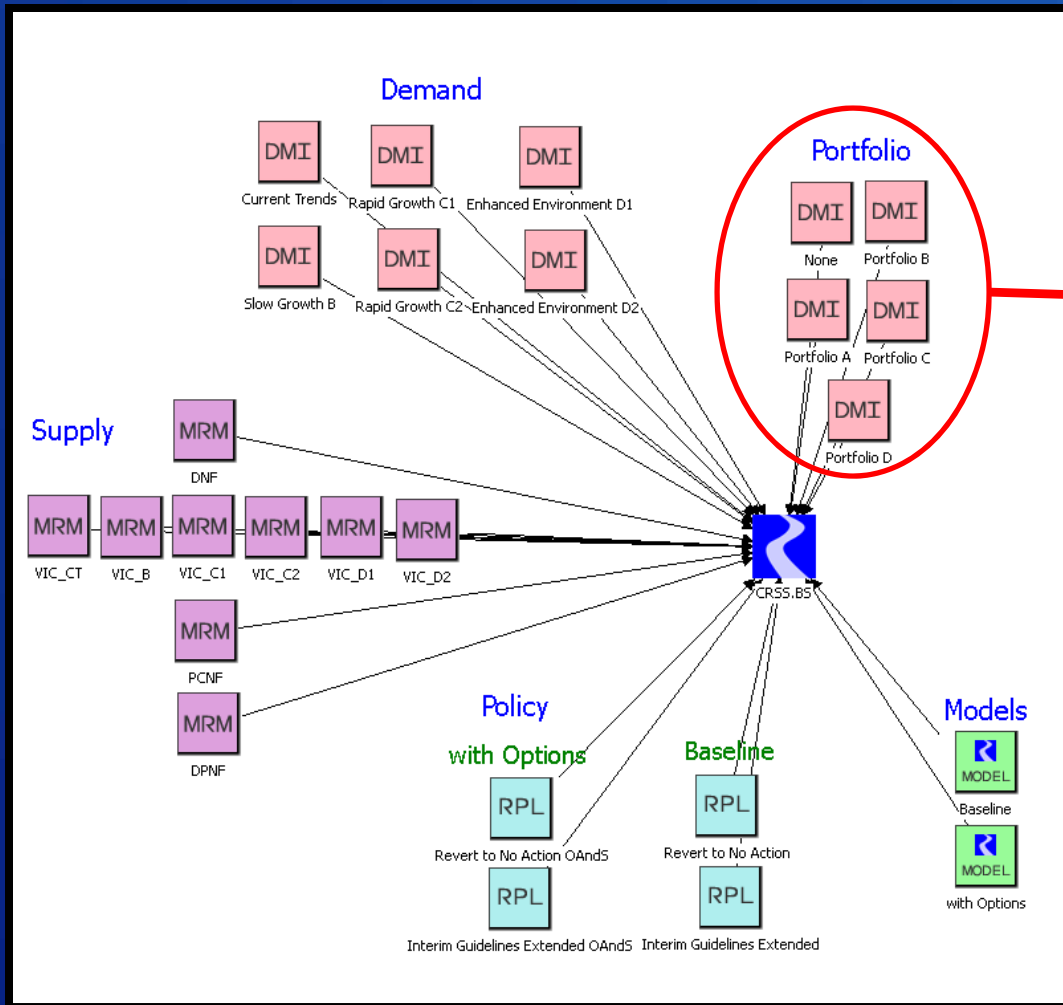 Demand
DMI DMI DMI
Current Trends Rapid Growth C1 Enhanced Environment D1
DMI DMI DMI
Slow Growth B Rapid Growth C2 Enhanced Environment D2
Portfolio
DMI DMI
None Portfolio B
DMI DMI
Portfolio A Portfolio C
DMI
Portfolio D
Supply
MRM
DNF
MRM MRM MRM MRM MRM MRM
VIC_CT VIC_B VIC_C1 VIC_C2 VIC_D1 VIC_D2
MRM
PCNF
MRM
DPNF
CRSS.BS
Policy
with Options Baseline
RPL RPL
Revert to No Action OAndS Revert to No Action
RPL RPL
Interim Guidelines Extended OAndS Interim Guidelines Extended
Models
MODEL
Baseline
MODEL
with Options